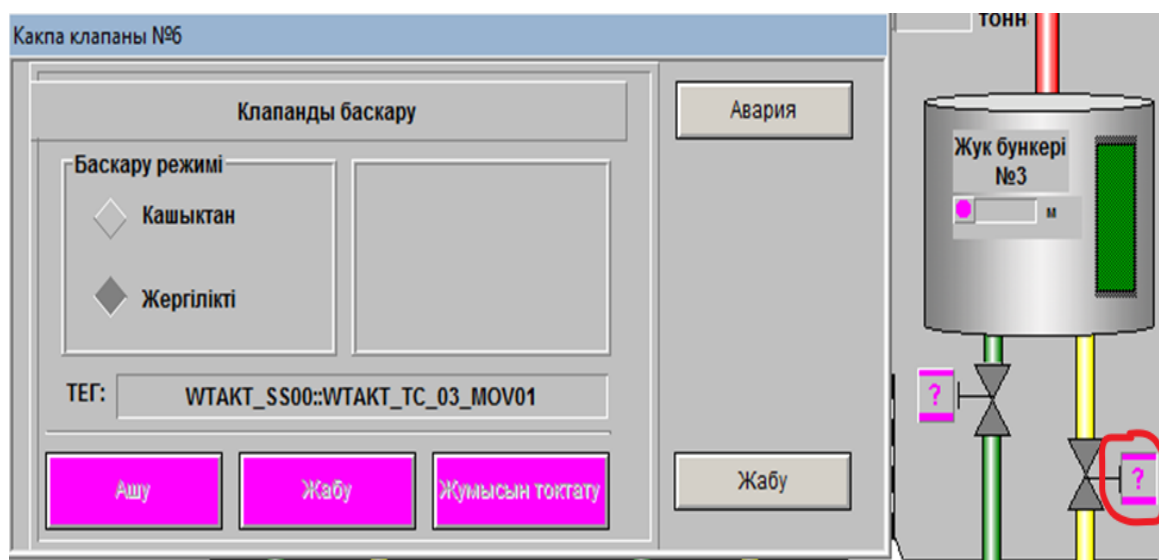 Какпа клапаны №6
Клапанды баскару
Авария
Баскару режимі
Кашыктан
Жергілікті
ТЕГ:
WTAKT_SS00::WTAKT_TC_03_MOV01
Ашу
Жабу
Жумысын токтату
Жабу
тонн
Жук бункері
№3
м
?
?